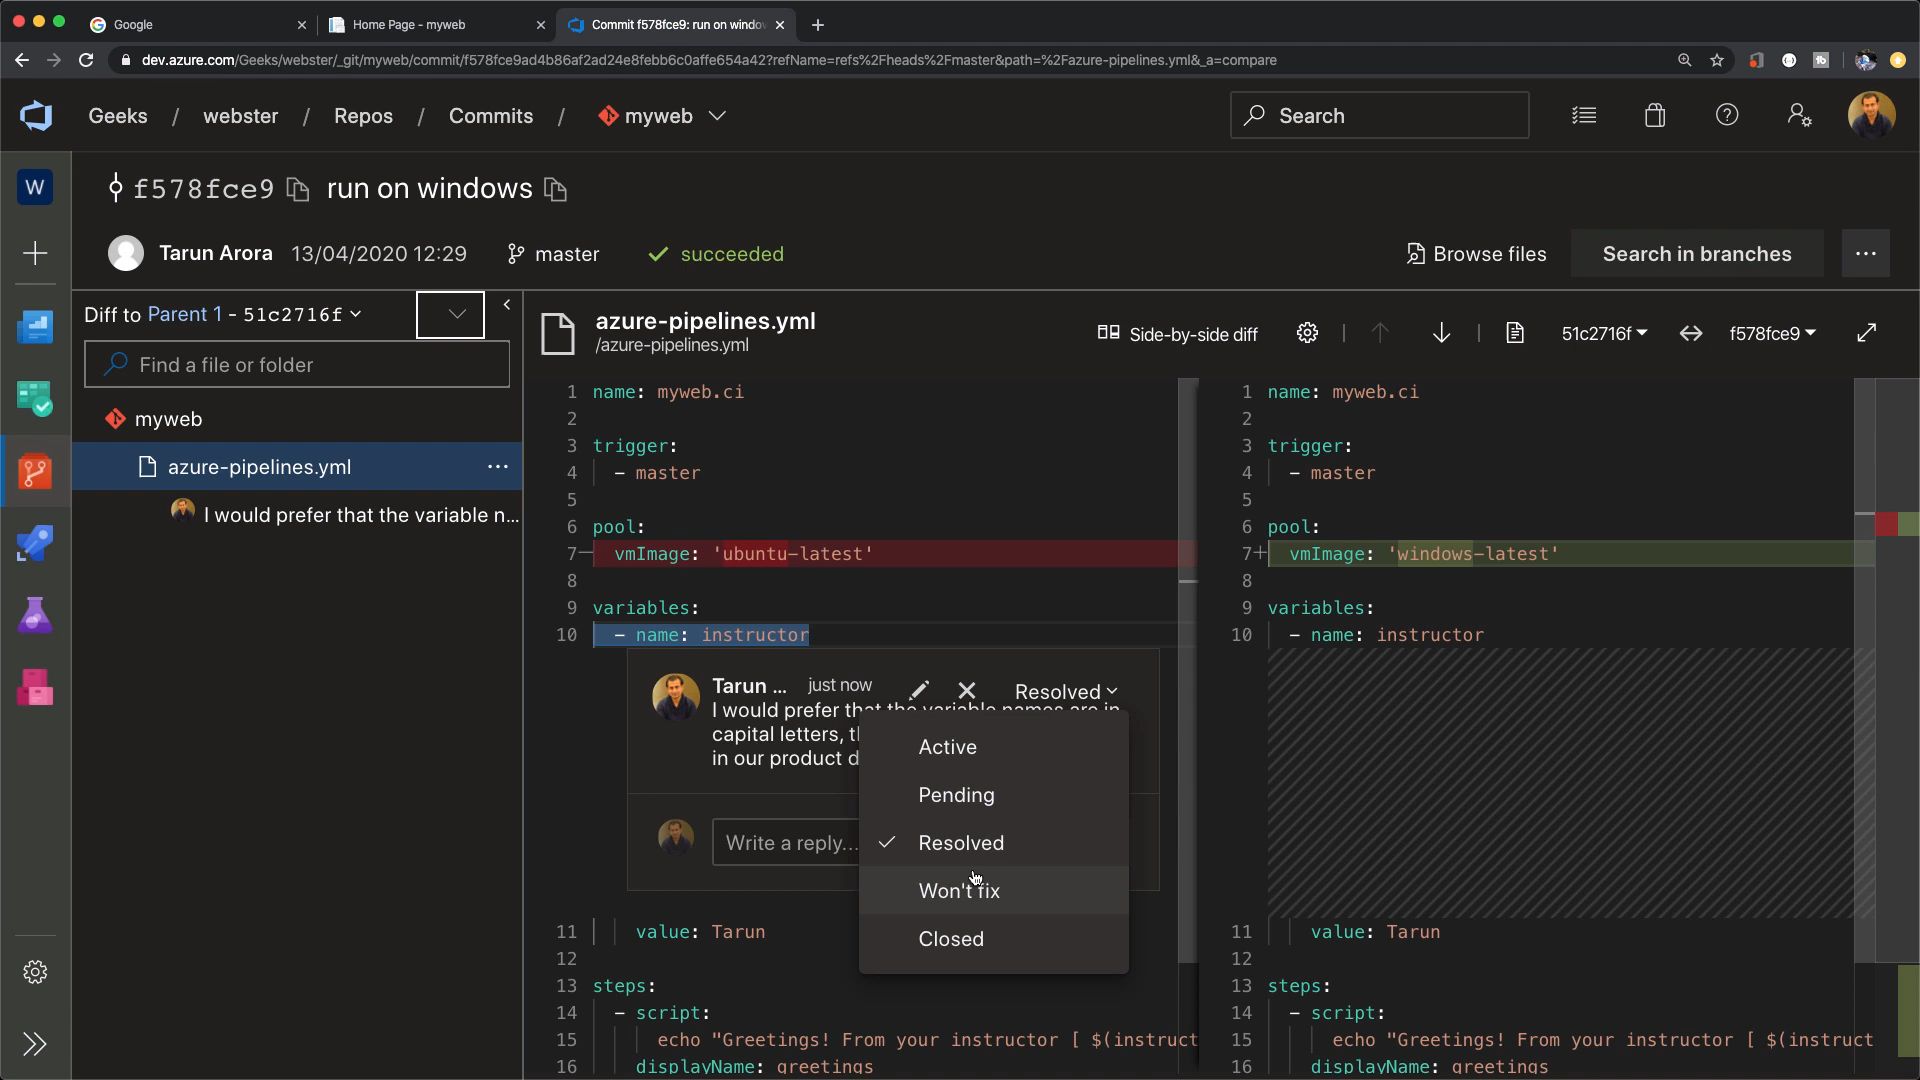 Google
Home Page - myweb
Commit f578fce9: run on windo
dev.azure.com/Geeks/webster/_git/myweb/commit/f578fce9ad4b86af2ad24e8febb6c0affe654a42?refName=refs%2Fheads%2Fmaster&path=%2Fazure-pipelines.yml&_a=compare
Geeks / webster / Repos / Commits / myweb
Search
W
f578fce9 run on windows
Tarun Arora 13/04/2020 12:29 master succeeded
Browse files
Search in branches
Diff to Parent 1 - 51c2716f
Find a file or folder
myweb
azure-pipelines.yml
I would prefer that the variable n...
azure-pipelines.yml
/azure-pipelines.yml
Side-by-side diff
51c2716f
f578fce9
1 name: myweb.ci
2
3 trigger:
4 - master
5
6 pool:
7- vmImage: 'ubuntu-latest'
8
9 variables:
10 - name: instructor
Tarun ... just now
Resolved
I would prefer that the variable names are in
capital letters, t
in our product d
Write a reply...
Active
Pending
Resolved
Won't fix
Closed
11 value: Tarun
12
13 steps:
14 - script:
15 echo "Greetings! From your instructor [ $(instruct
16 displayName: greetings
1 name: myweb.ci
2
3 trigger:
4 - master
5
6 pool:
7+ vmImage: 'windows-latest'
8
9 variables:
10 - name: instructor
11 value: Tarun
12
13 steps:
14 - script:
15 echo "Greetings! From your instructor [ $(instruct
16 displayName: greetings